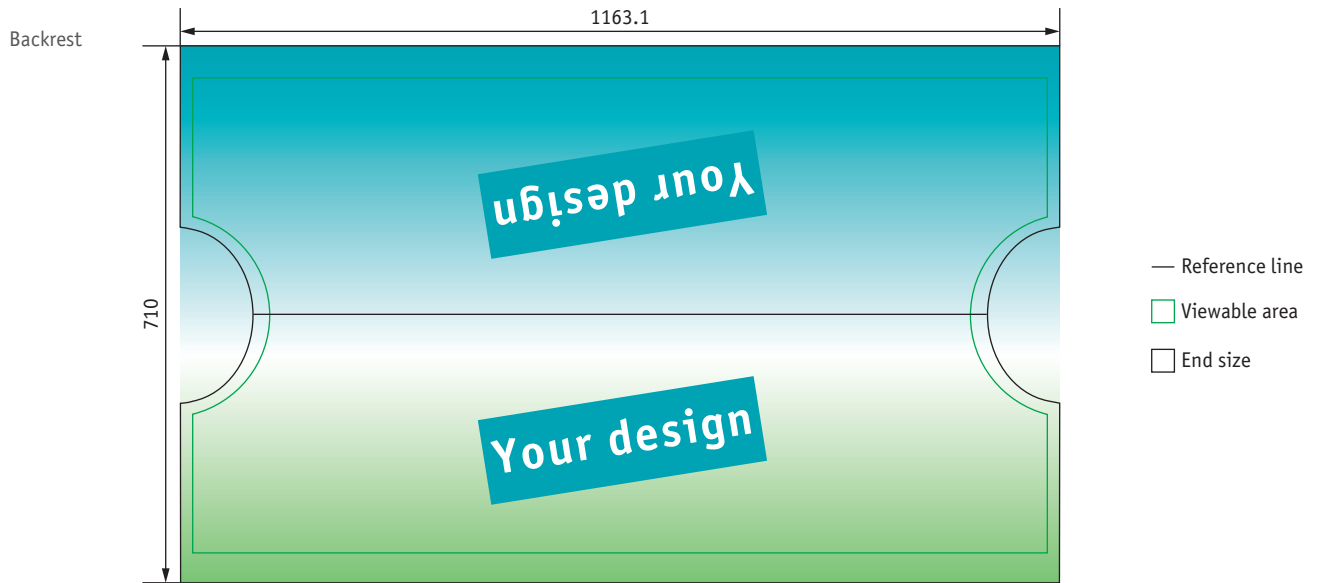 1163.1
Backrest
Your design
710
Reference line
Viewable area
End size
Your design